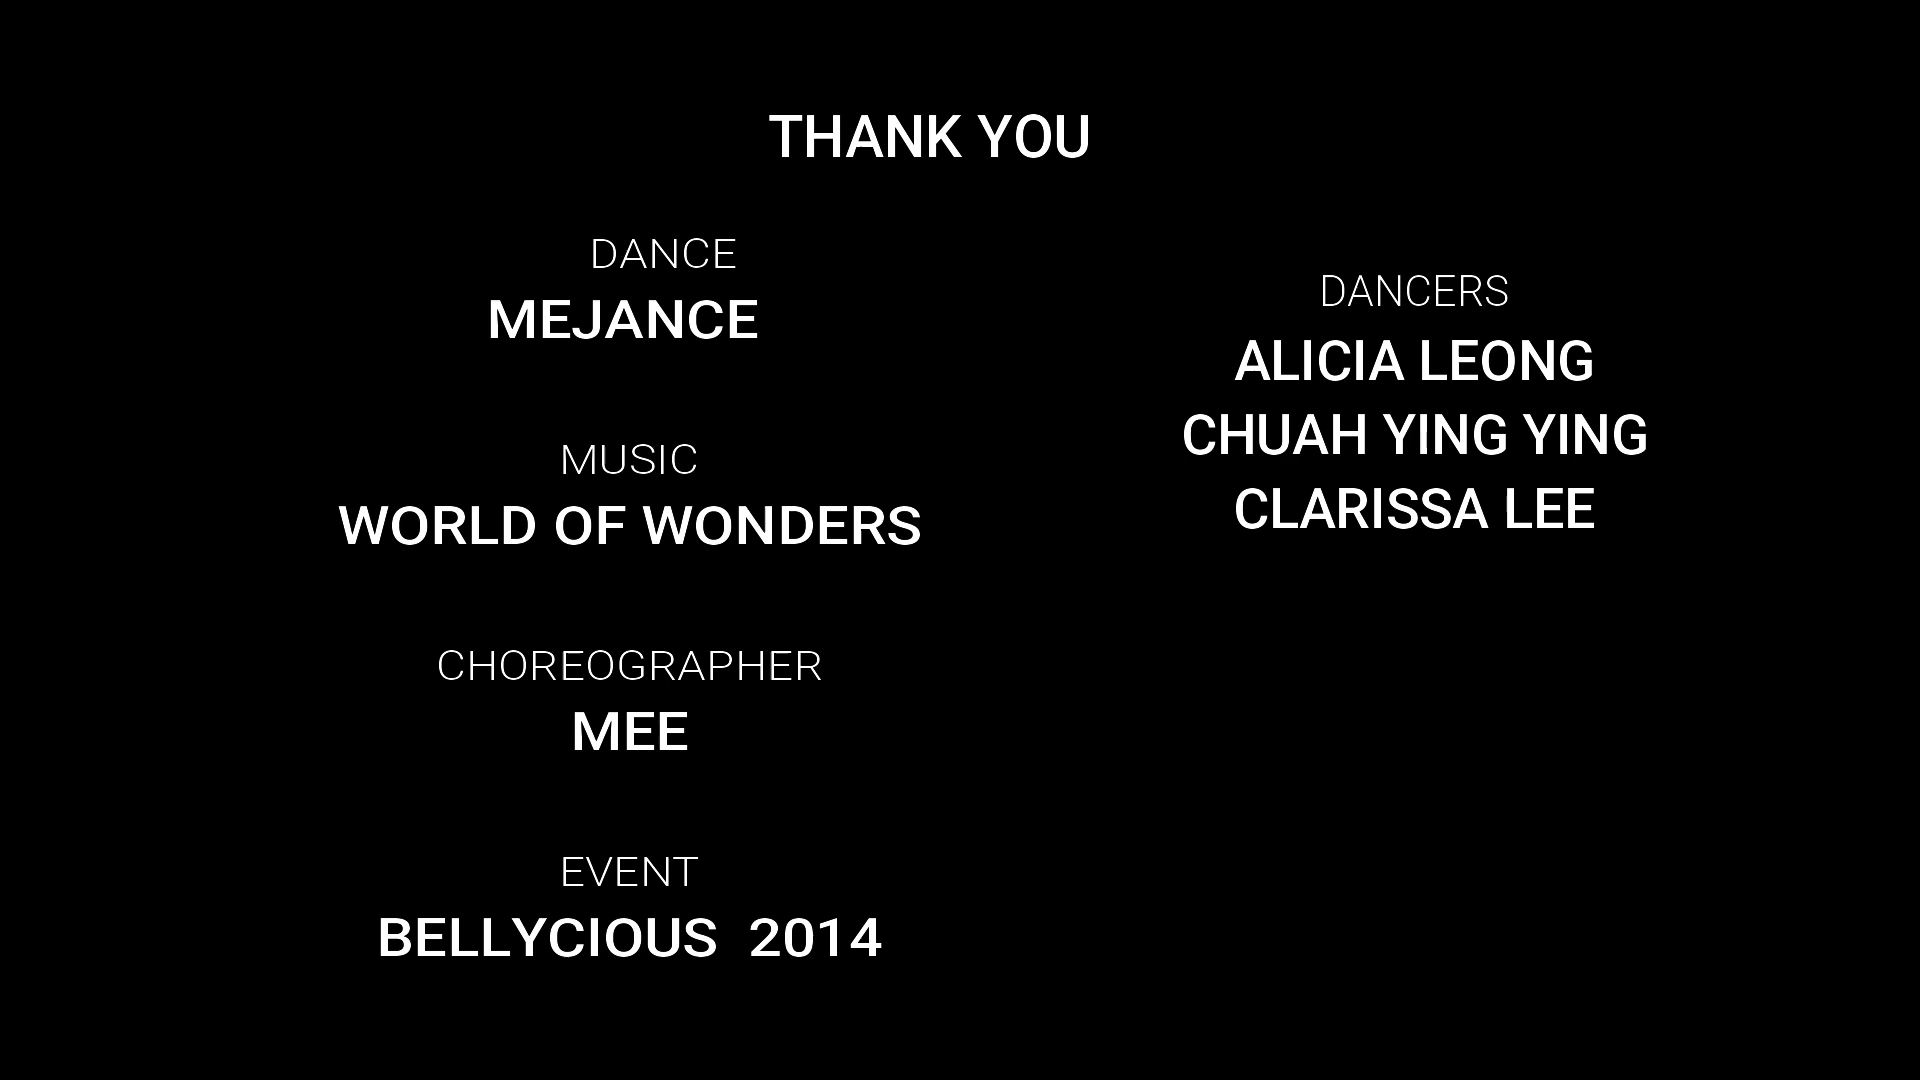 THANK YOU
DANCE
MEJANCE
MUSIC
WORLD OF WONDERS
CHOREOGRAPHER
MEE
EVENT
BELLYCIOUS  2014
DANCERS
ALICIA LEONG
CHUAH YING YING
CLARISSA LEE